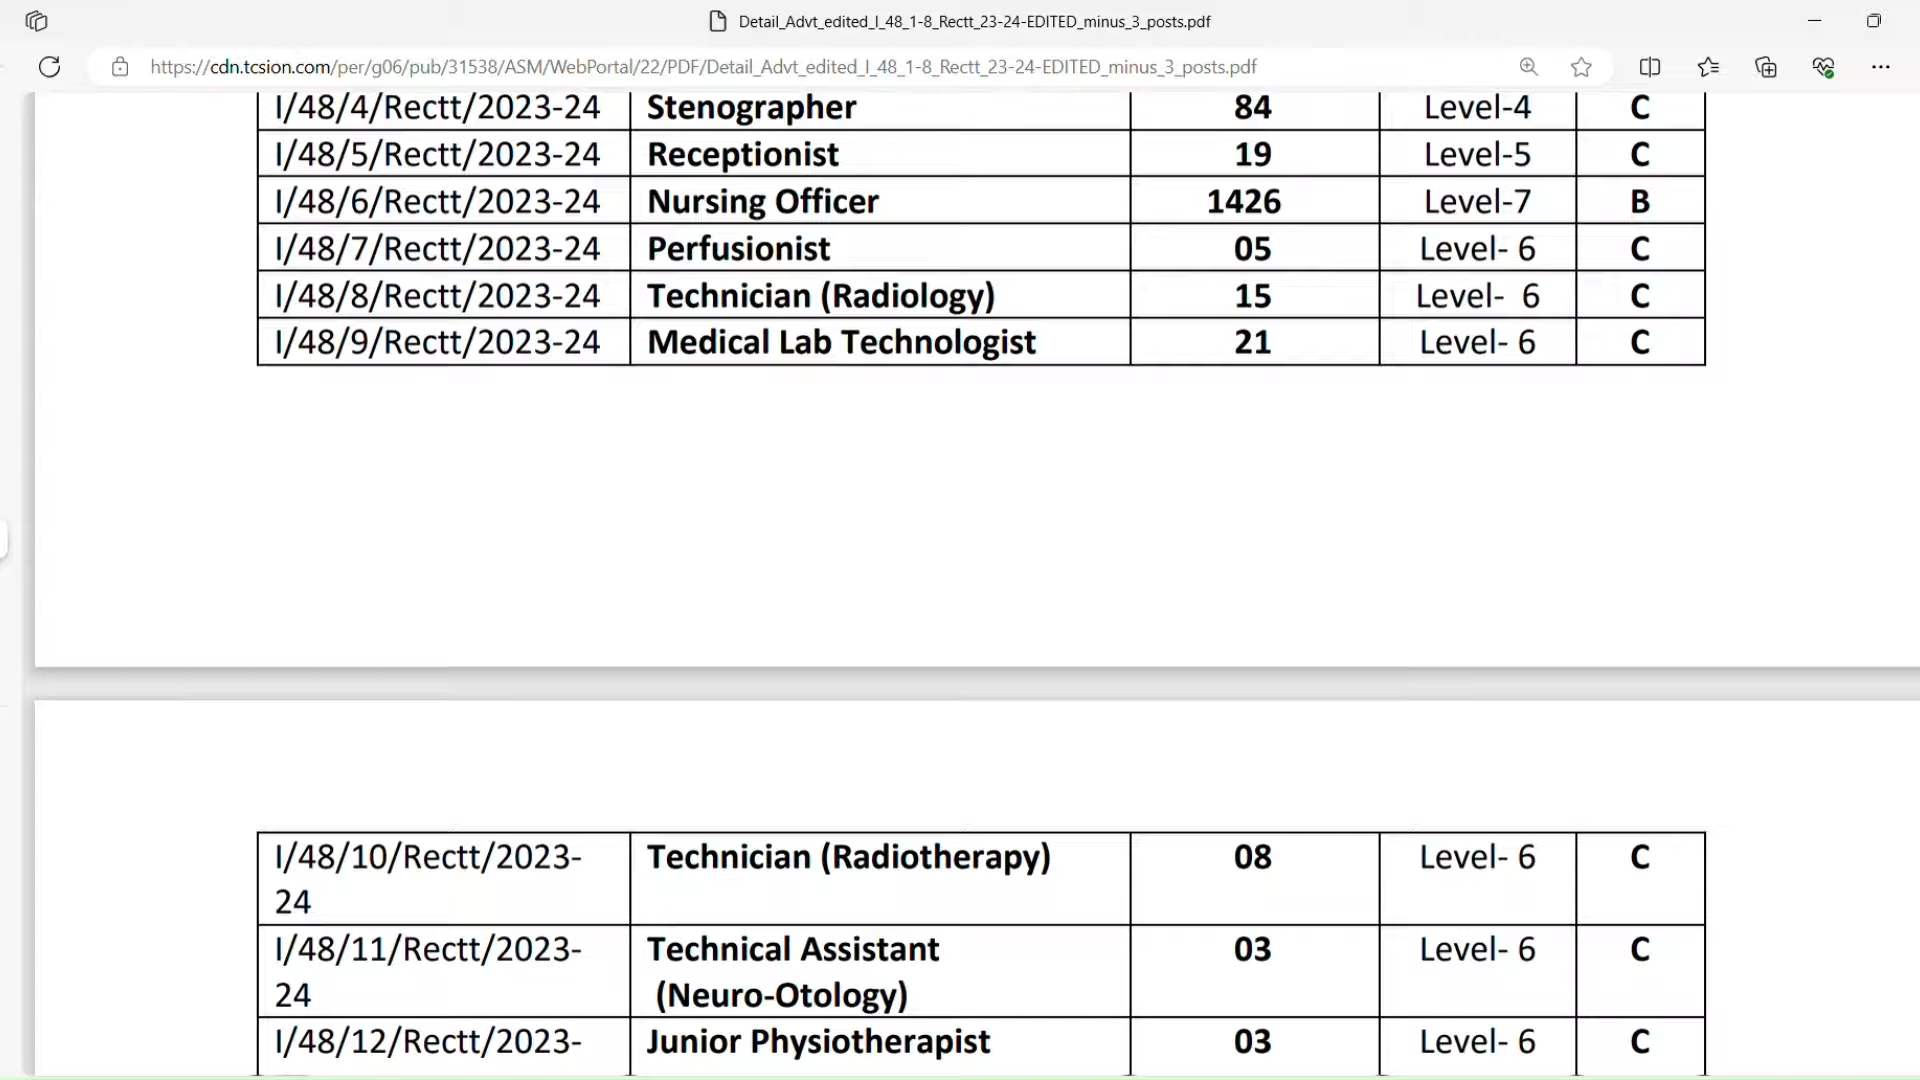 Detail_Advt_edited_I_48_1-8_Rectt_23-24-EDITED_minus_3_posts.pdf
https://cdn.tcsion.com/per/g06/pub/31538/ASM/WebPortal/22/PDF/Detail_Advt_edited_I_48_1-8_Rectt_23-24-EDITED_minus_3_posts.pdf
I/48/4/Rectt/2023-24 Stenographer 84 Level-4 C
I/48/5/Rectt/2023-24 Receptionist 19 Level-5 C
I/48/6/Rectt/2023-24 Nursing Officer 1426 Level-7 B
I/48/7/Rectt/2023-24 Perfusionist 05 Level- 6 C
I/48/8/Rectt/2023-24 Technician (Radiology) 15 Level-  6 C
I/48/9/Rectt/2023-24 Medical Lab Technologist 21 Level- 6 C
I/48/10/Rectt/2023- Technician (Radiotherapy) 08 Level- 6 C
24
I/48/11/Rectt/2023- Technical Assistant 03 Level- 6 C
24 (Neuro-Otology)
I/48/12/Rectt/2023- Junior Physiotherapist 03 Level- 6 C